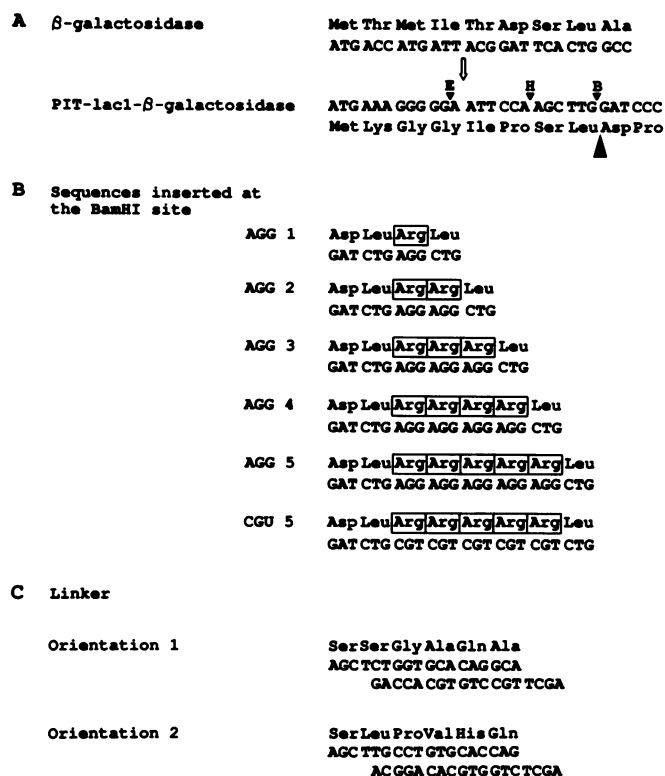 A β-galactosidase Met Thr Met Ile Thr Asp Ser Leu Ala
ATG ACC ATG ATT ACG GAT TCA CTG GCC
E H B
PIT-lac1-β-galactosidase ATG AAA GGG GGA ATT CCA AGC TTG GAT CCC
Met Lys Gly Gly Ile Pro Ser Leu Asp Pro
B Sequences inserted at
the BamHI site
AGG 1 Asp Leu Arg Leu
GAT CTG AGG CTG
AGG 2 Asp Leu Arg Arg Leu
GAT CTG AGG AGG CTG
AGG 3 Asp Leu Arg Arg Arg Leu
GAT CTG AGG AGG AGG CTG
AGG 4 Asp Leu Arg Arg Arg Arg Leu
GAT CTG AGG AGG AGG AGG CTG
AGG 5 Asp Leu Arg Arg Arg Arg Arg Leu
GAT CTG AGG AGG AGG AGG AGG CTG
CGU 5 Asp Leu Arg Arg Arg Arg Arg Leu
GAT CTG CGT CGT CGT CGT CGT CTG
C Linker
Orientation 1 Ser Ser Gly Ala Gln Ala
AGC TCT GGT GCA CAG GCA
GA CCA CGT GTC CGT TCGA
Orientation 2 Ser Leu Pro Val His Gln
AGC TTG CCT GTG CAC CAG
AC GGA CAC GTG GTC TCGA